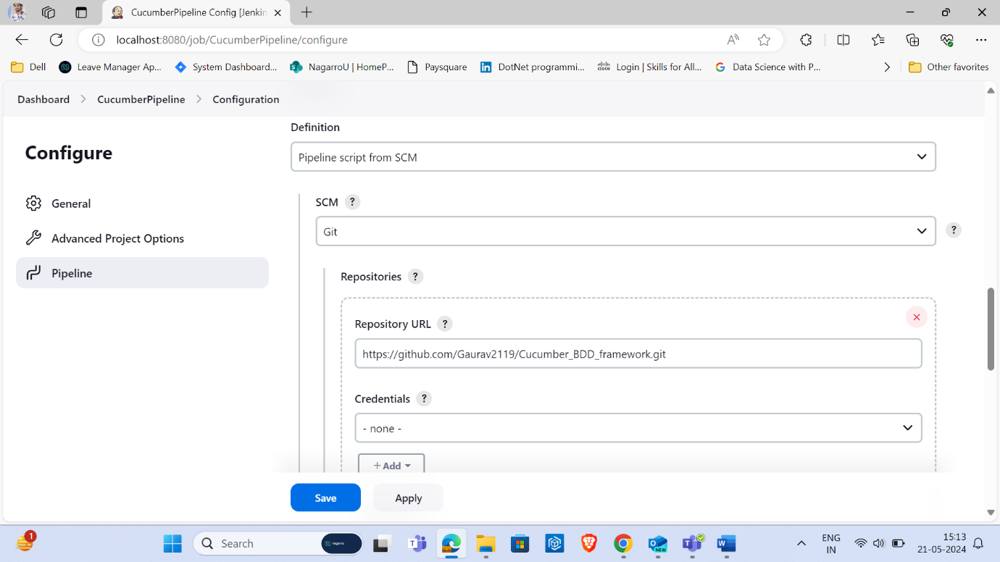 CucumberPipeline Config [Jenkin
localhost:8080/job/CucumberPipeline/configure
Dell
Leave Manager Ap...
System Dashboard...
NagarroU | HomeP...
Paysquare
DotNet programmi...
Login | Skills for All...
Data Science with P...
Other favorites
Dashboard > CucumberPipeline > Configuration
Configure
General
Advanced Project Options
Pipeline
Definition
Pipeline script from SCM
SCM ?
Git
?
Repositories ?
Repository URL ?
https://github.com/Gaurav2119/Cucumber_BDD_framework.git
Credentials ?
- none -
+ Add
Save
Apply
1
Search
nagarro
NEW
ENG
IN
15:13
21-05-2024